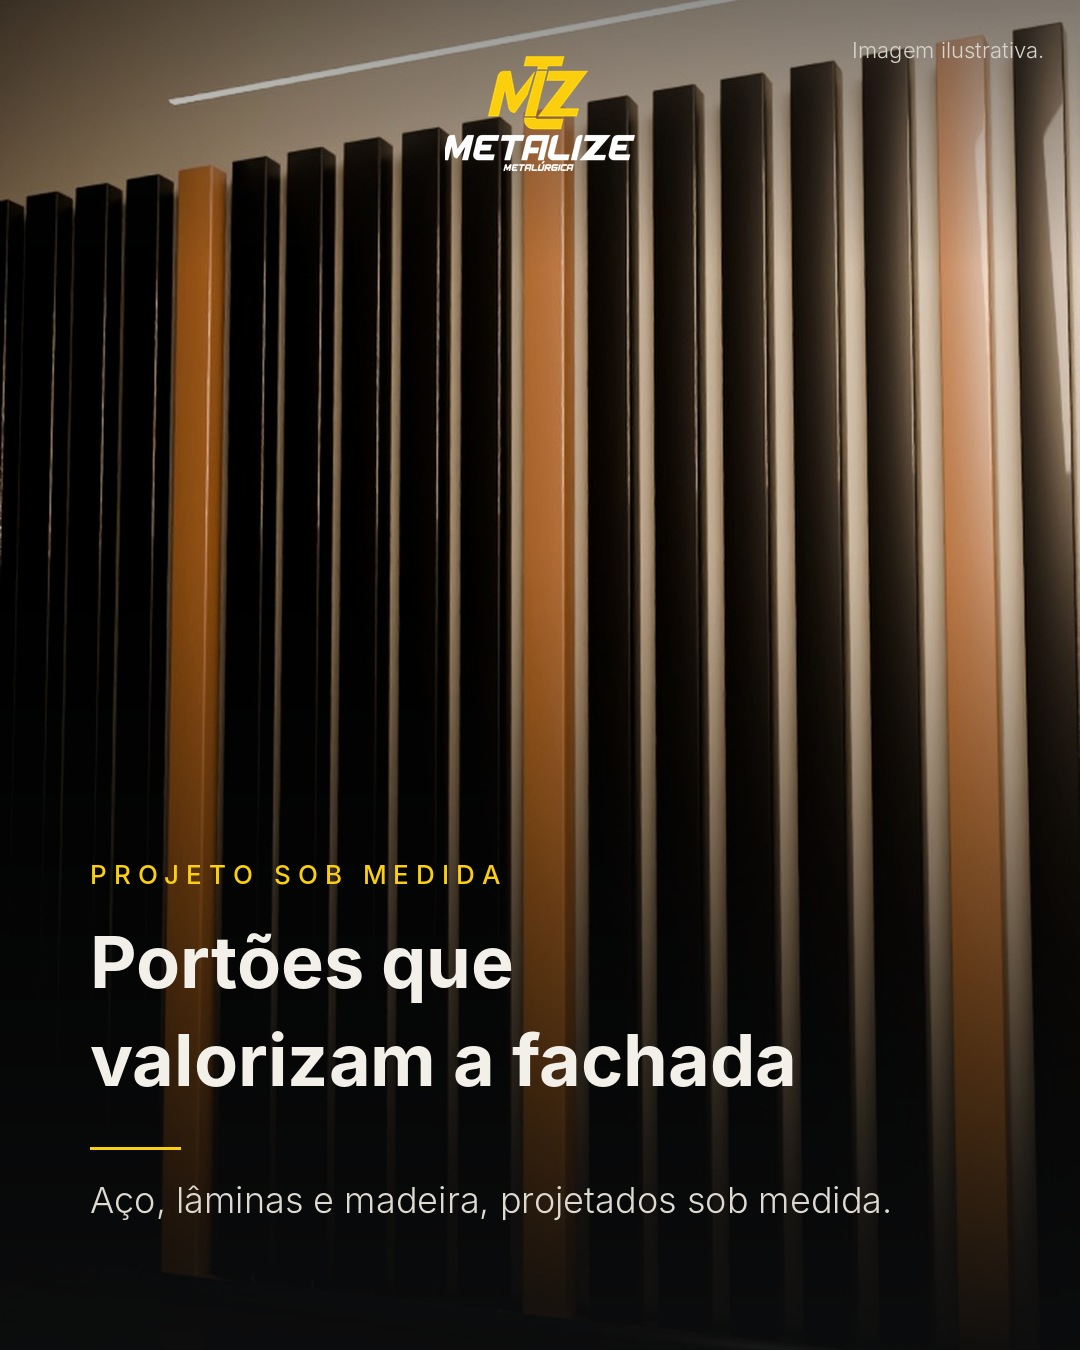 Imagem ilustrativa.
MTZ
METALIZE
METALÚRGICA
PROJETO SOB MEDIDA
Portões que
valorizam a fachada
Aço, lâminas e madeira, projetados sob medida.